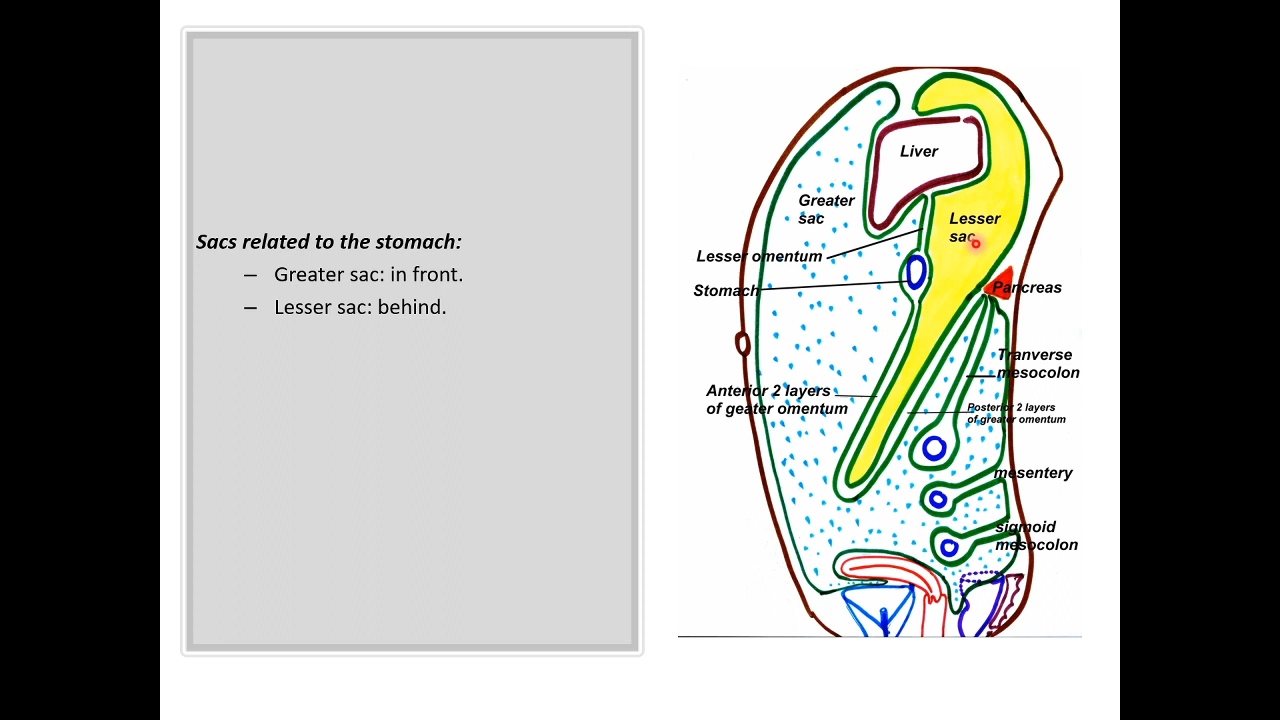 Sacs related to the stomach:
– Greater sac: in front.
– Lesser sac: behind.
Liver
Greater
sac
Lesser
sac
Lesser omentum
Stomach
Pancreas
Tranverse
mesocolon
Anterior 2 layers
of geater omentum
Posterior 2 layers
of greater omentum
mesentery
sigmoid
mesocolon